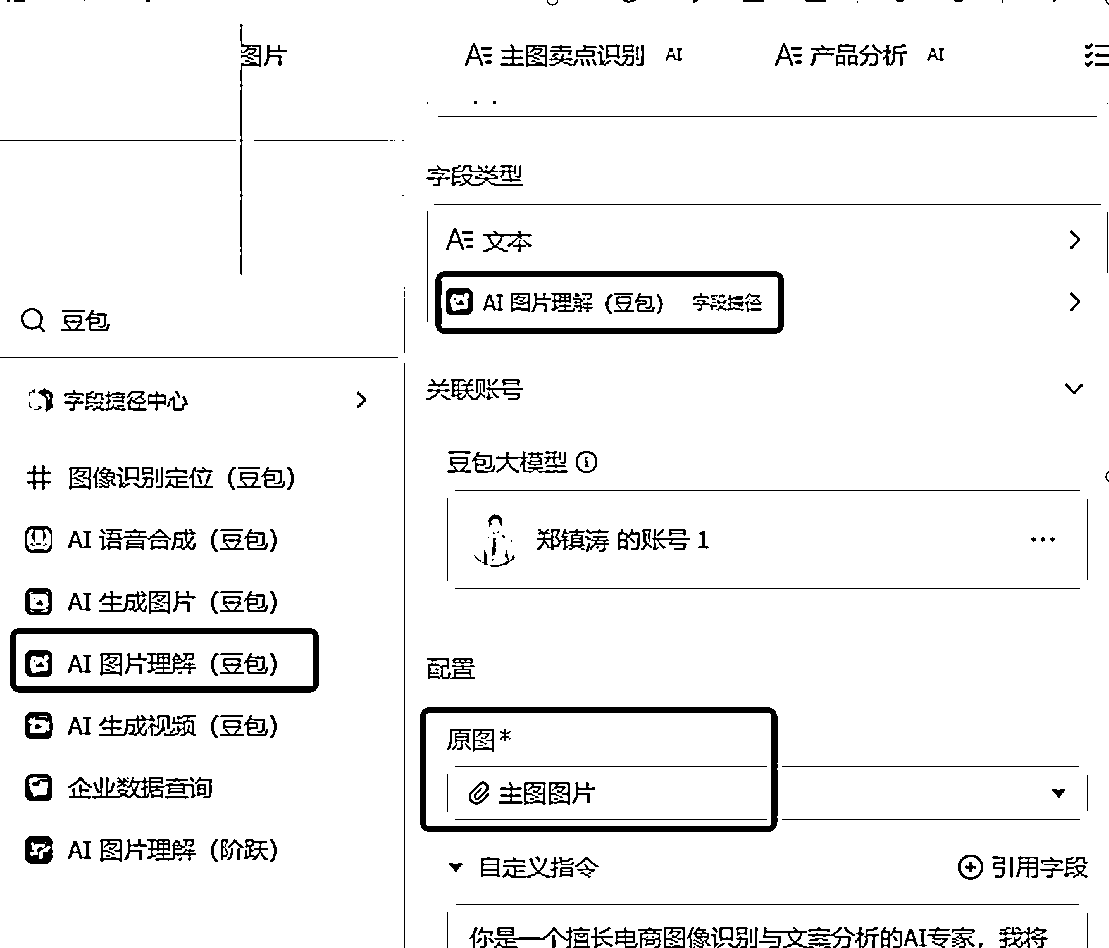 图片
主图卖点识别 AI
产品分析 AI
字段类型
文本
AI 图片理解（豆包） 字段捷径
豆包
关联账号
字段捷径中心
豆包大模型
图像识别定位（豆包）
郑镇涛 的账号 1
AI 语音合成（豆包）
AI 生成图片（豆包）
AI 图片理解（豆包）
配置
AI 生成视频（豆包）
原图*
企业数据查询
主图图片
AI 图片理解（阶跃）
自定义指令
引用字段
你是一个擅长电商图像识别与文案分析的AI专家，我将